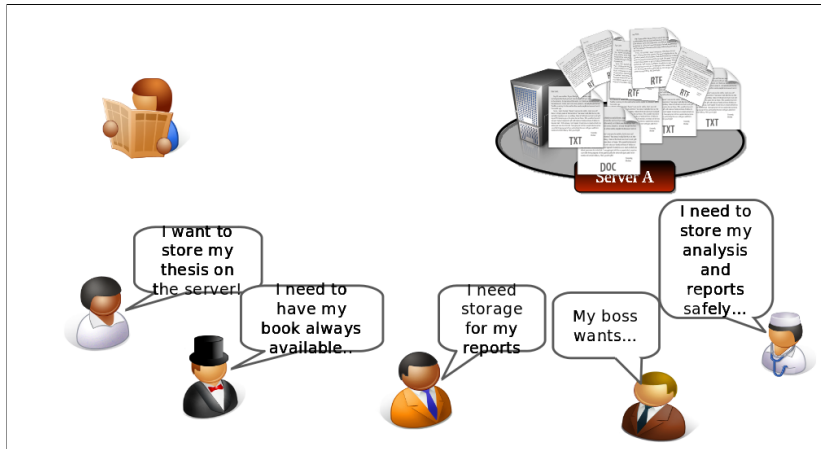 RTF
RTF
RTF
RTF
TXT
TXT
TXT
DOC
Server A
I want to
store my
thesis on
the server!
I need to
have my
book always
available..
I need
storage
for my
reports
My boss
wants...
I need to
store my
analysis
and
reports
safely...